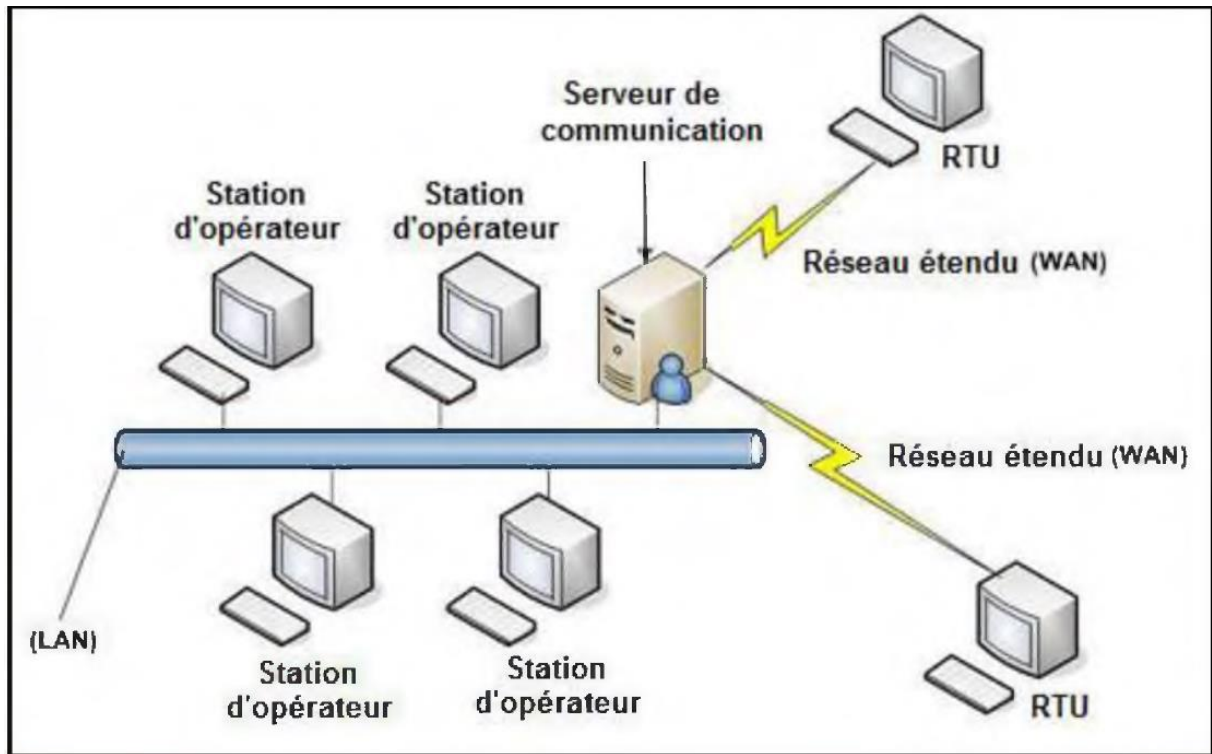 Serveur de
communication
RTU
Station
d'opérateur
Station
d'opérateur
Réseau étendu (WAN)
Réseau étendu (WAN)
(LAN)
Station
d'opérateur
Station
d'opérateur
RTU